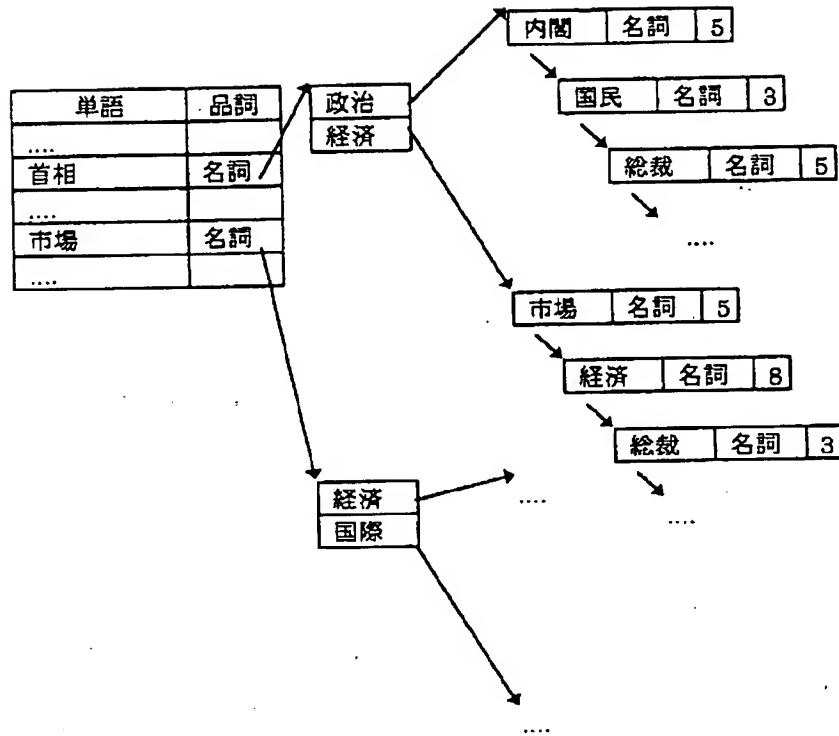 単語 品詞
....
首相 名詞
....
市場 名詞
....
政治
経済
内閣 名詞 5
国民 名詞 3
総裁 名詞 5
....
市場 名詞 5
経済 名詞 8
総裁 名詞 3
....
経済
国際
....
....